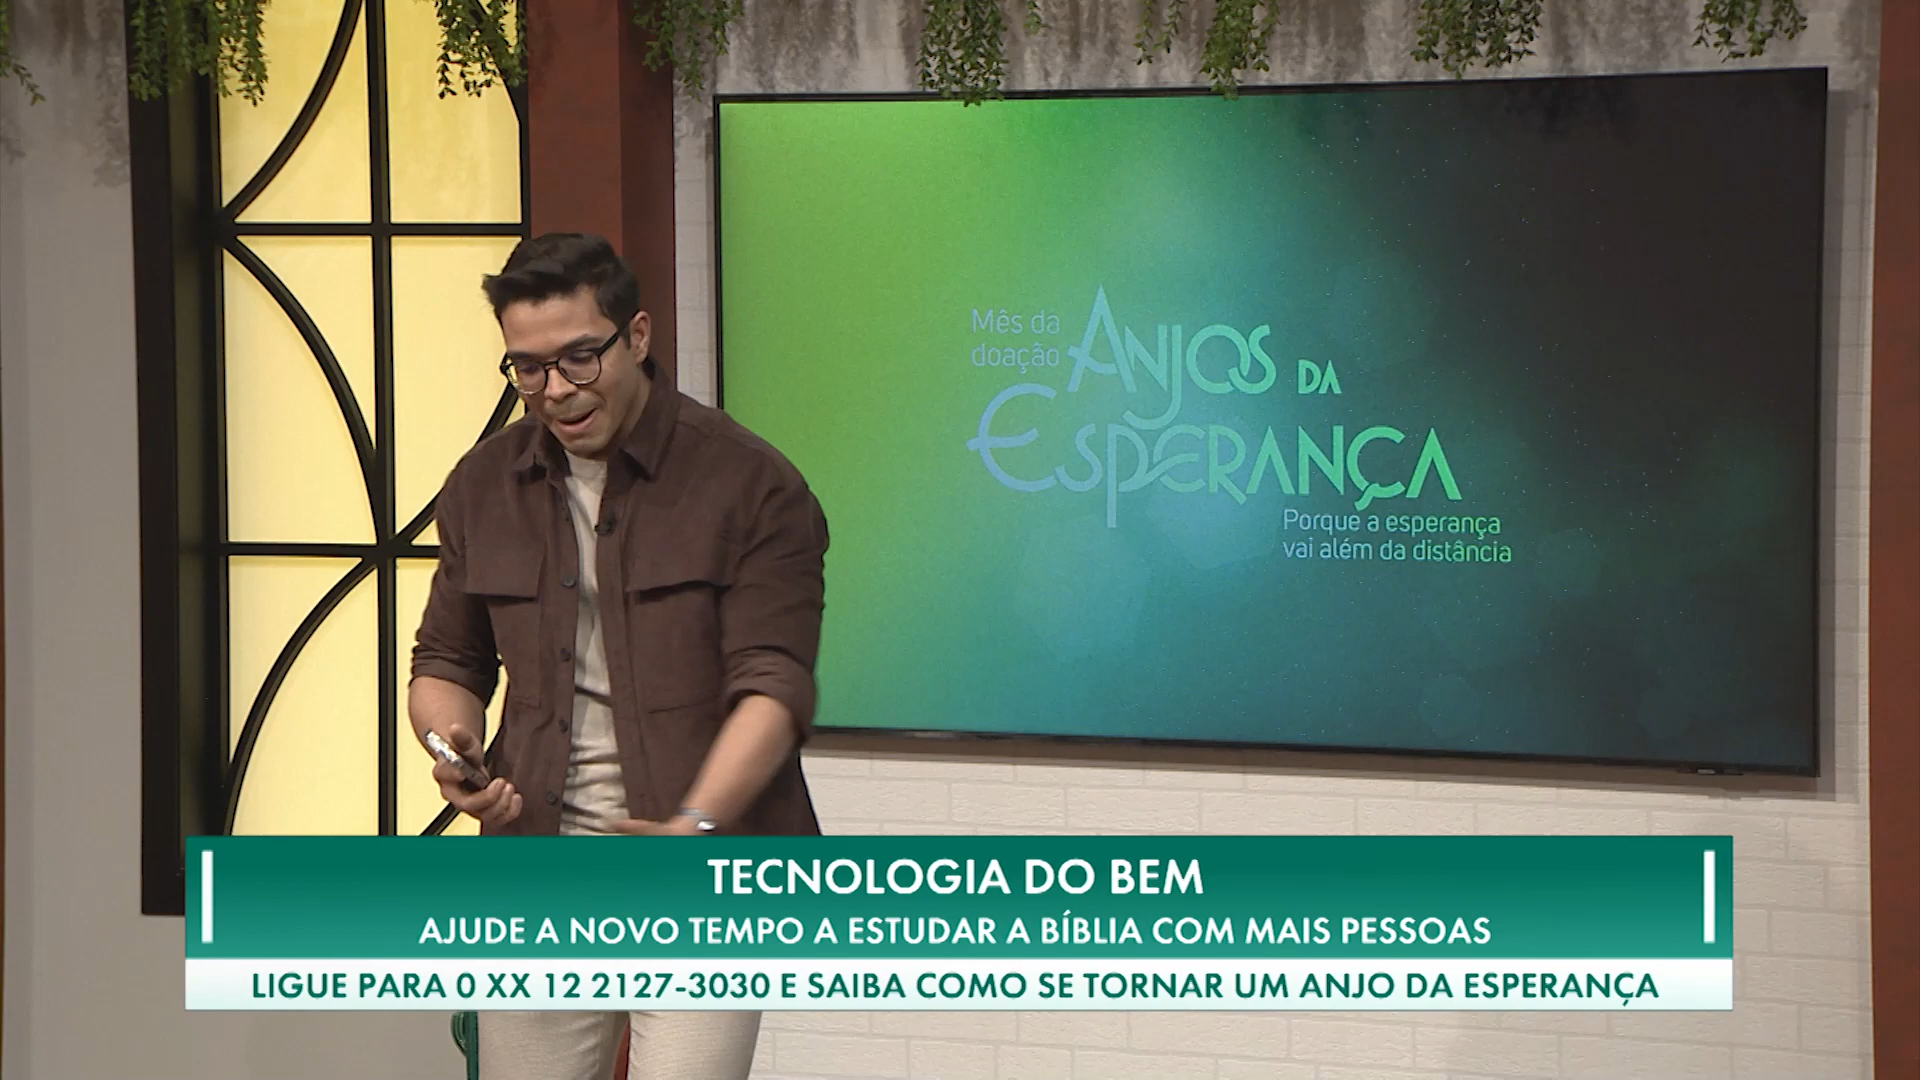 Mês da
doação
ANJOS DA
ESPERANÇA
Porque a esperança
vai além da distância
TECNOLOGIA DO BEM
AJUDE A NOVO TEMPO A ESTUDAR A BÍBLIA COM MAIS PESSOAS
LIGUE PARA 0 XX 12 2127-3030 E SAIBA COMO SE TORNAR UM ANJO DA ESPERANÇA